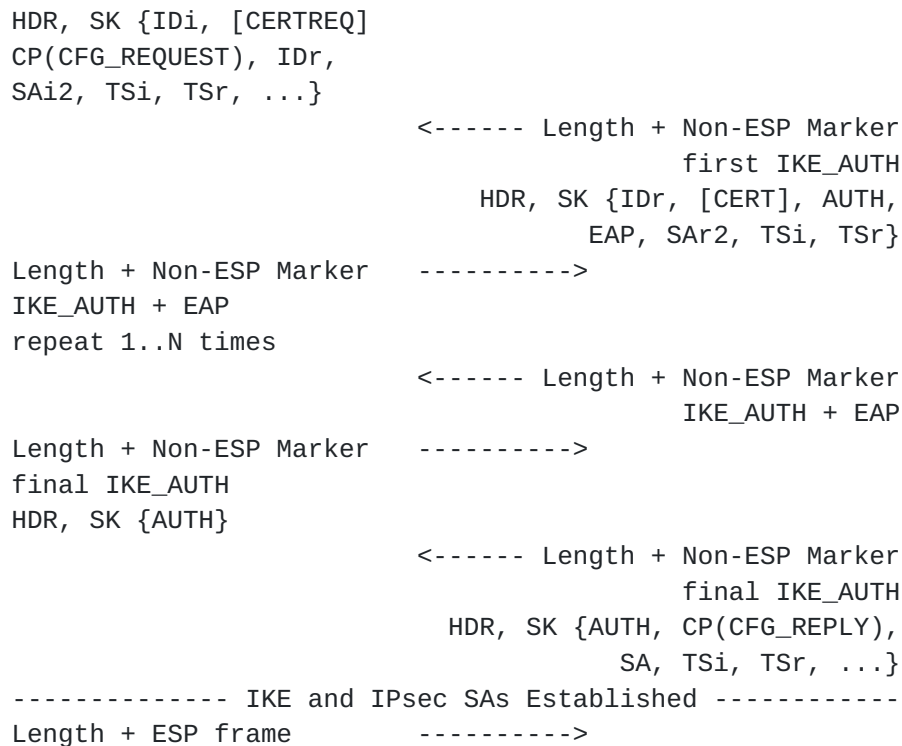 HDR, SK {IDi, [CERTREQ]
CP(CFG_REQUEST), IDr,
SAi2, TSi, TSr, ...}
<------ Length + Non-ESP Marker
first IKE_AUTH
HDR, SK {IDr, [CERT], AUTH,
EAP, SAr2, TSi, TSr}
Length + Non-ESP Marker   ---------->
IKE_AUTH + EAP
repeat 1..N times
<------ Length + Non-ESP Marker
IKE_AUTH + EAP
Length + Non-ESP Marker   ---------->
final IKE_AUTH
HDR, SK {AUTH}
<------ Length + Non-ESP Marker
final IKE_AUTH
HDR, SK {AUTH, CP(CFG_REPLY),
SA, TSi, TSr, ...}
-------------- IKE and IPsec SAs Established ------------
Length + ESP frame        ---------->